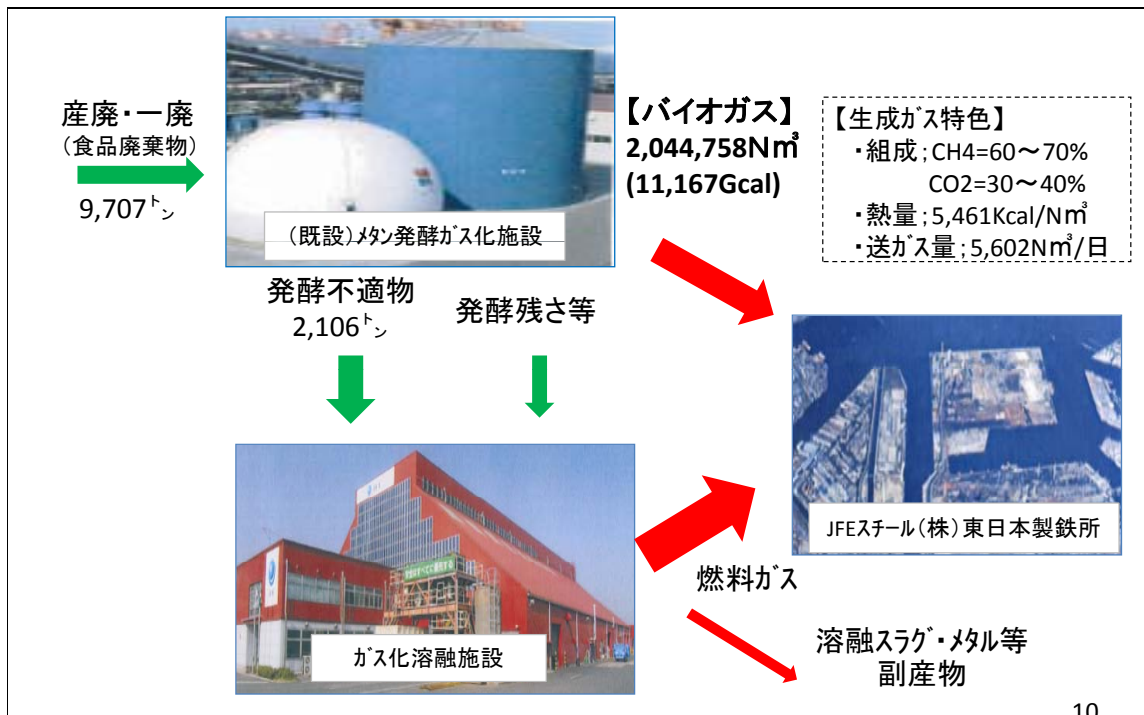 産廃・一廃
(食品廃棄物)
9,707㌧
(既設)ﾒﾀﾝ発酵ｶﾞｽ化施設
【バイオガス】
2,044,758N㎥
(11,167Gcal)
【生成ｶﾞｽ特色】
・組成;CH4=60～70%
CO2=30～40%
・熱量;5,461Kcal/N㎥
・送ガス量;5,602N㎥/日
発酵不適物
2,106㌧
発酵残さ等
JFEｽﾁｰﾙ(株)東日本製鉄所
燃料ｶﾞｽ
ｶﾞｽ化溶融施設
溶融スラグ・メタル等
副産物
10